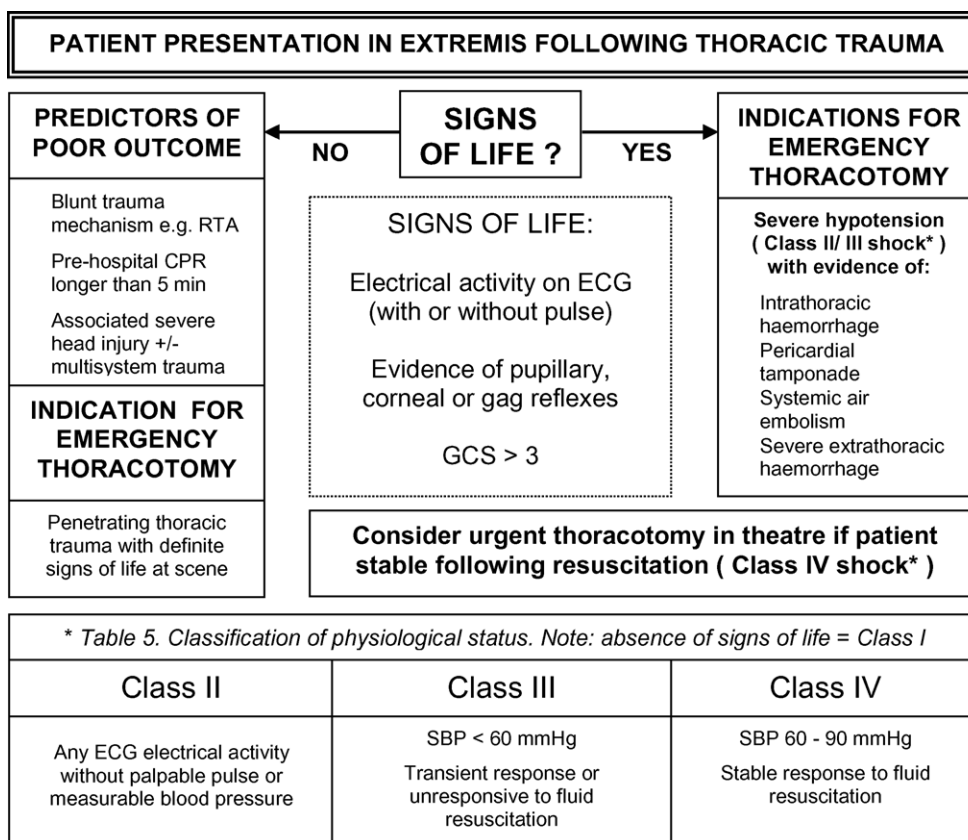 PATIENT PRESENTATION IN EXTREMIS FOLLOWING THORACIC TRAUMA
PREDICTORS OF
POOR OUTCOME
Blunt trauma
mechanism e.g. RTA
Pre-hospital CPR
longer than 5 min
Associated severe
head injury +/-
multisystem trauma
INDICATION FOR
EMERGENCY
THORACOTOMY
Penetrating thoracic
trauma with definite
signs of life at scene
NO
SIGNS
OF LIFE ?
YES
SIGNS OF LIFE:
Electrical activity on ECG
(with or without pulse)
Evidence of pupillary,
corneal or gag reflexes
GCS > 3
INDICATIONS FOR
EMERGENCY
THORACOTOMY
Severe hypotension
( Class II/ III shock* )
with evidence of:
Intrathoracic
haemorrhage
Pericardial
tamponade
Systemic air
embolism
Severe extrathoracic
haemorrhage
Consider urgent thoracotomy in theatre if patient
stable following resuscitation ( Class IV shock* )
* Table 5. Classification of physiological status. Note: absence of signs of life = Class I
Class II
Any ECG electrical activity
without palpable pulse or
measurable blood pressure
Class III
SBP < 60 mmHg
Transient response or
unresponsive to fluid
resuscitation
Class IV
SBP 60 - 90 mmHg
Stable response to fluid
resuscitation